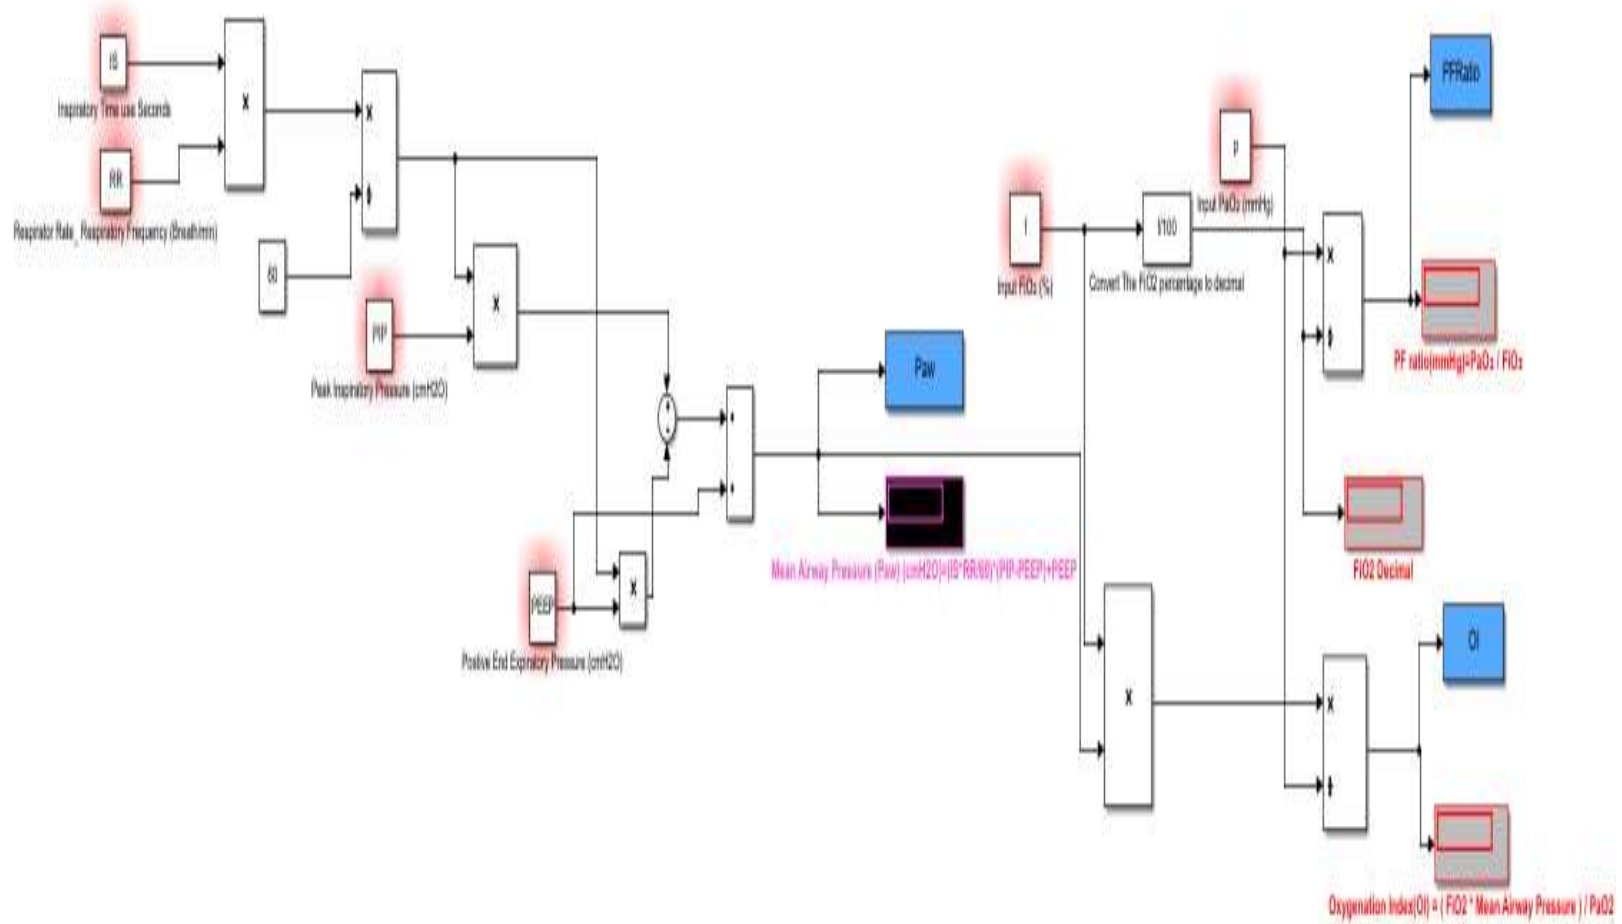 IS
Inspiratory Time use Seconds
RR
Respirator Rate_ Respiratory Frequency (Breath/min)
60
PIP
Peak Inspiratory Pressure (cmH2O)
PEEP
Postive End Expiratory Pressure (cmH2O)
Paw
Mean Airway Pressure (Paw) (cmH2O)=(IS*RR/60)*(PIP-PEEP)+PEEP
f
Input FiO₂ (%)
f/100
Convert The FiO2 percentage to decimal
p
Input PaO₂ (mmHg)
PFRatio
PF ratio(mmHg)=PaO₂ / FiO₂
FiO2 Decimal
OI
Oxygenation Index(OI) = ( FiO2 * Mean Airway Pressure ) / PaO2